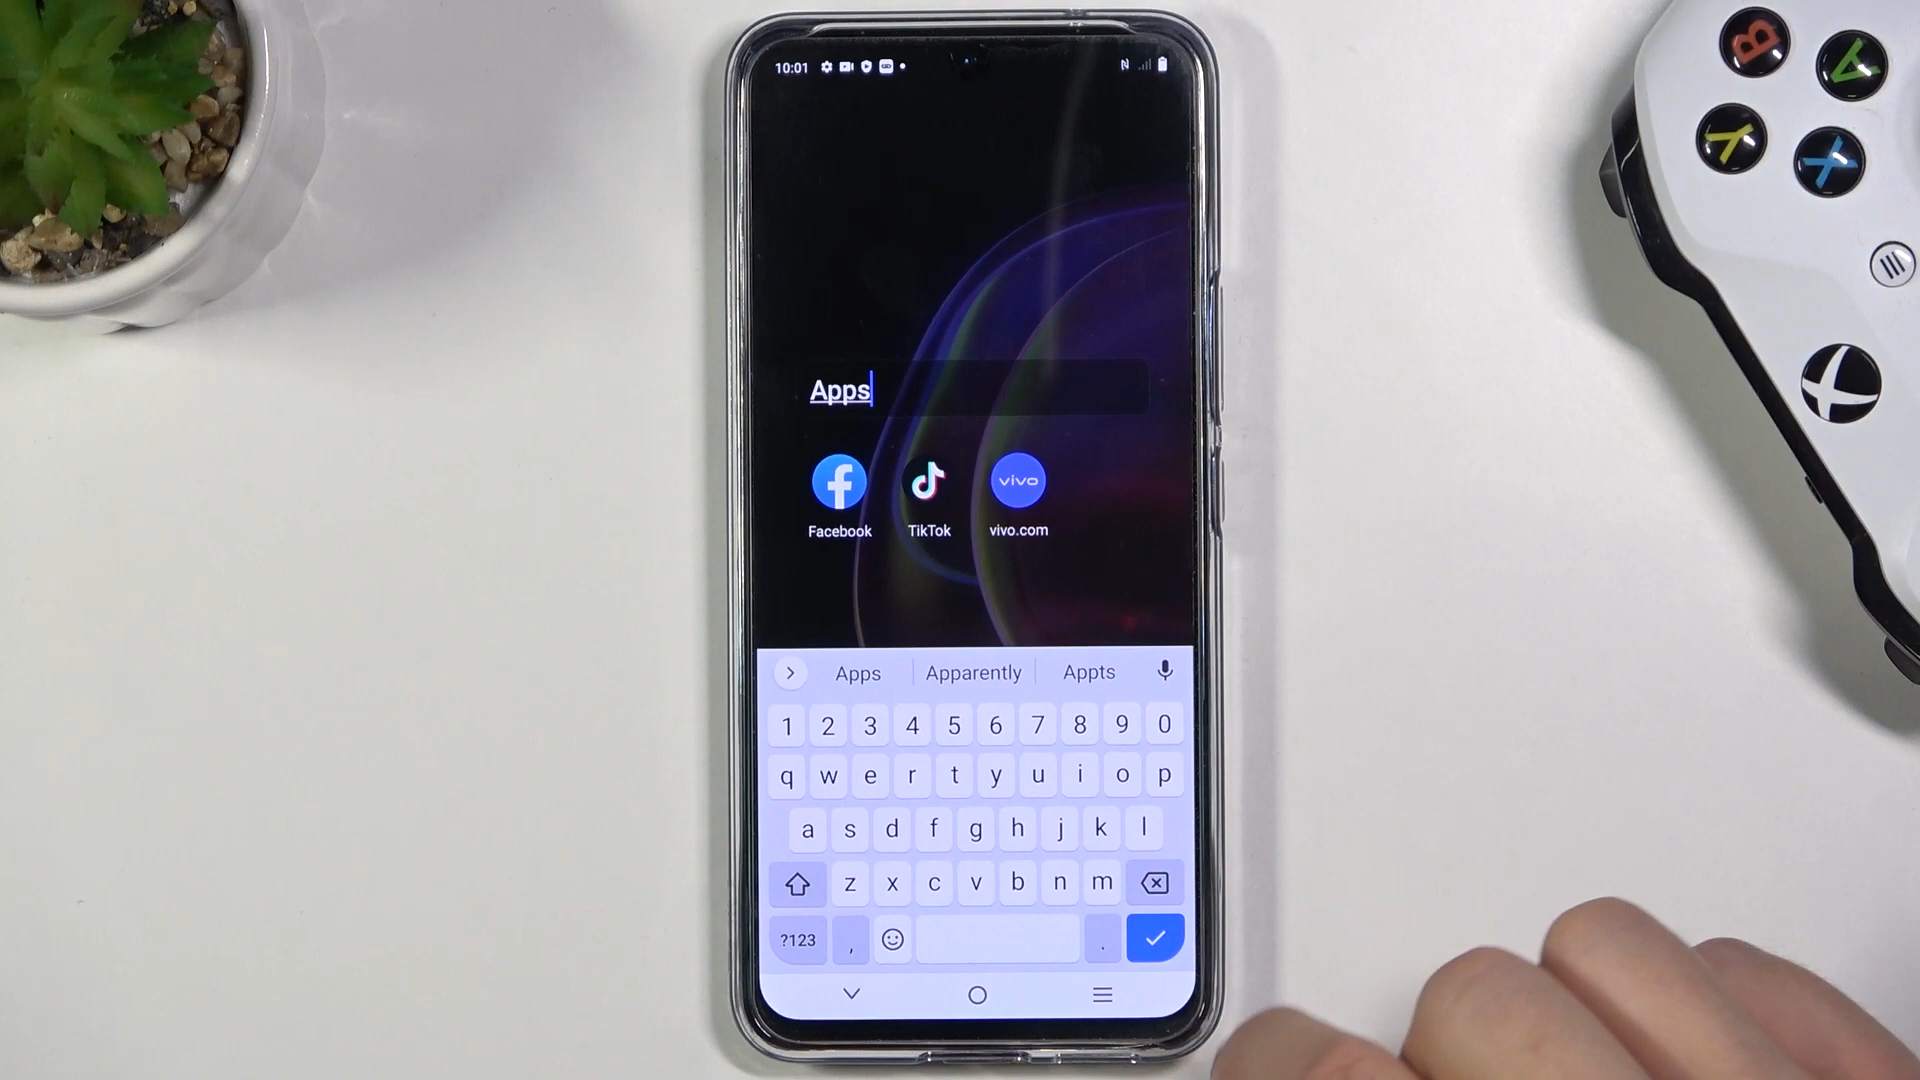 10:01
Apps
vivo
Facebook TikTok vivo.com
Apps Apparently Appts
1 2 3 4 5 6 7 8 9 0
q w e r t y u i o p
a s d f g h j k l
z x c v b n m
?123 , .
B
A
Y
X